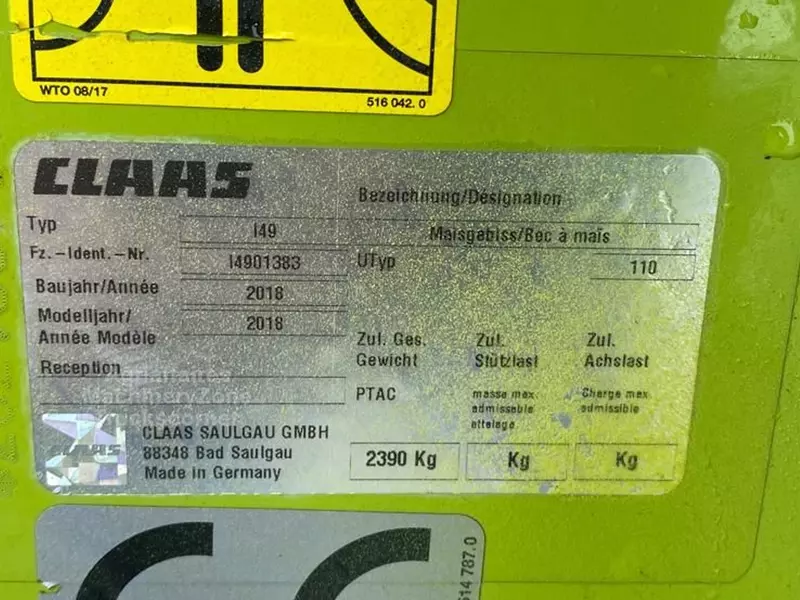 WTO 08/17
516 042. 0
CLAAS
Bezeichnung/Désignation
Typ I49
Maisgebiss/Bec à maïs
Fz.-Ident.-Nr. I4901383
UTyp 110
Baujahr/Année 2018
Modelljahr/
Année Modèle 2018
Reception
Zul. Ges.
Gewicht
Zul.
Stützlast
Zul.
Achslast
PTAC
masse max
admissable
attelage
Charge max
admissible
2390 Kg
Kg
Kg
CLAAS
CLAAS SAULGAU GMBH
88348 Bad Saulgau
Made in Germany
CE
514 787.0